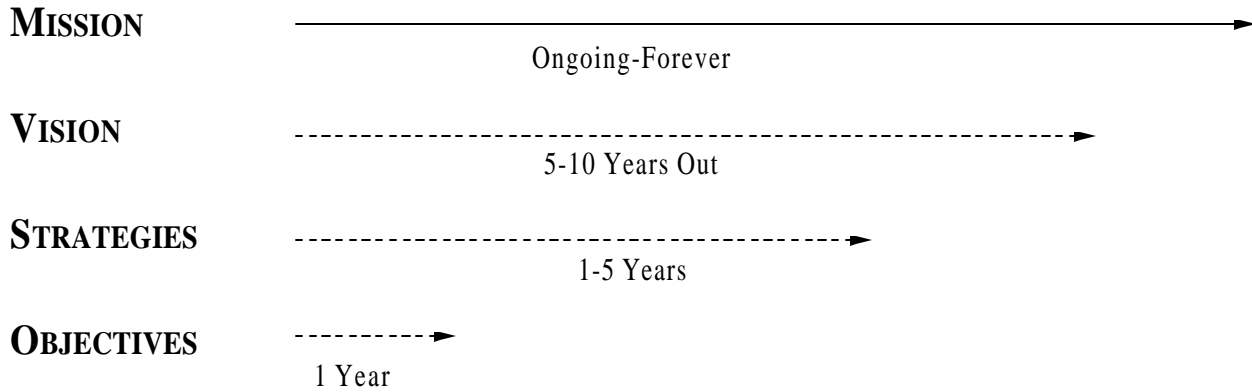 MISSION
Ongoing-Forever
VISION
5-10 Years Out
STRATEGIES
1-5 Years
OBJECTIVES
1 Year